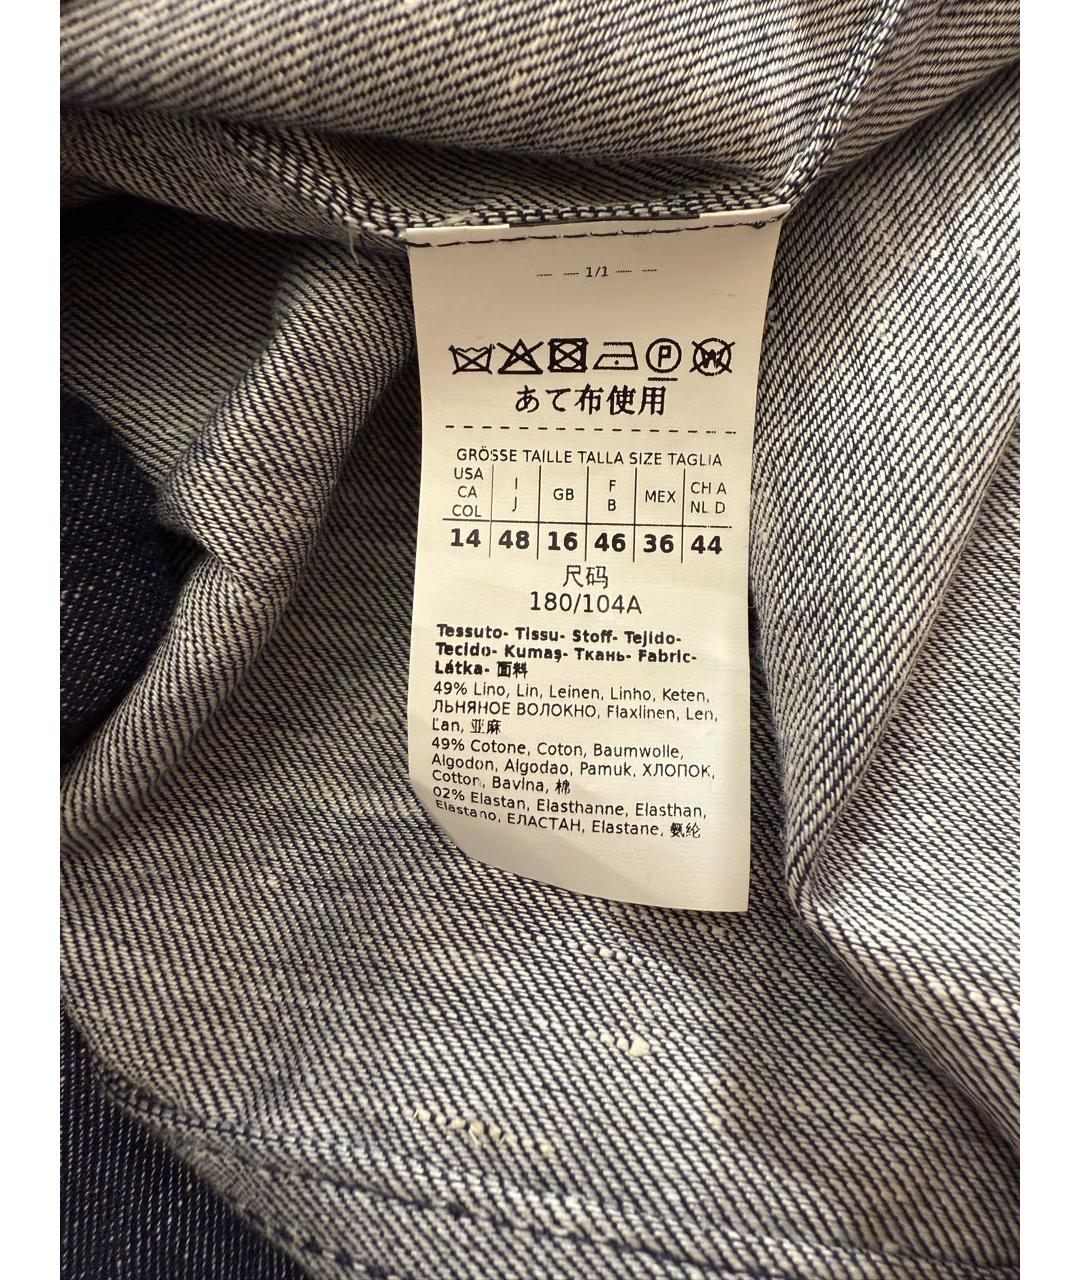 1/1
P W
あて布使用
GRÖSSE TAILLE TALLA SIZE TAGLIA
USA CA COL I J GB F B MEX CH A NL D
14 48 16 46 36 44
尺码
180/104A
Tessuto- Tissu- Stoff- Tejido-
Tecido- Kumaş- Ткань- Fabric-
Látka- 面料
49% Lino, Lin, Leinen, Linho, Keten,
ЛЬНЯНОЕ ВОЛОКНО, Flaxlinen, Len,
Ľan, 亚麻
49% Cotone, Coton, Baumwolle,
Algodon, Algodao, Pamuk, ХЛОПОК,
Cotton, Bavlna, 棉
02% Elastan, Elasthanne, Elasthan,
Elastano, ЕЛАСТАН, Elastane, 氨纶